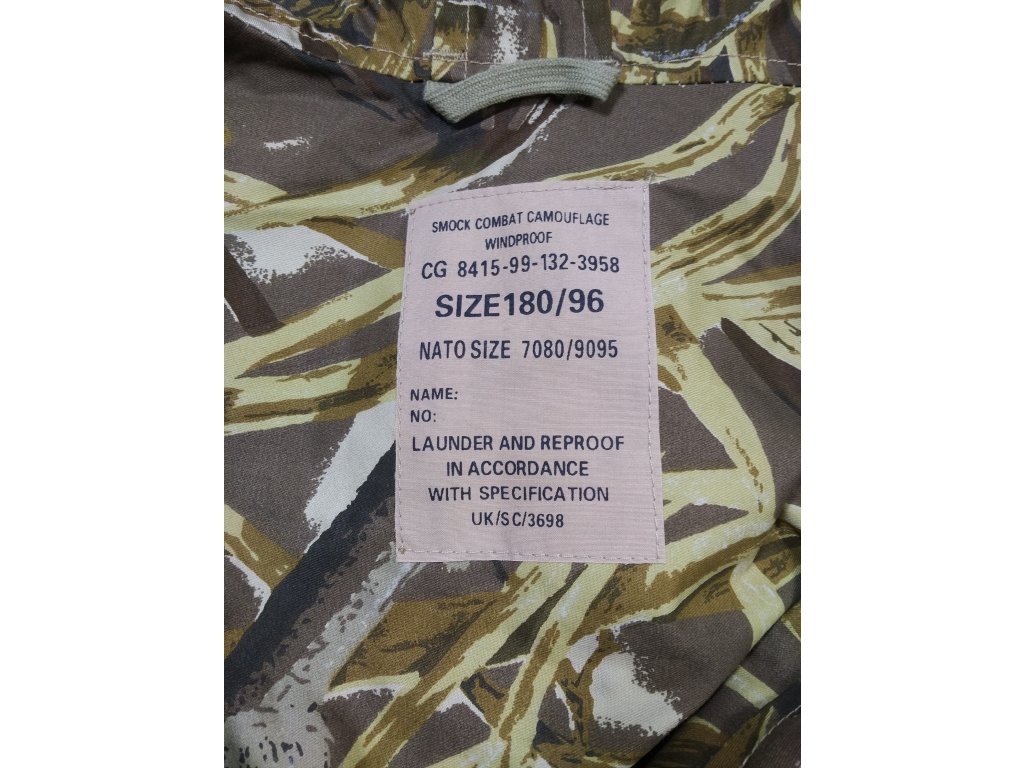 SMOCK COMBAT CAMOUFLAGE
WINDPROOF
CG 8415-99-132-3958
SIZE180/96
NATO SIZE 7080/9095
NAME:
NO:
LAUNDER AND REPROOF
IN ACCORDANCE
WITH SPECIFICATION
UK/SC/3698